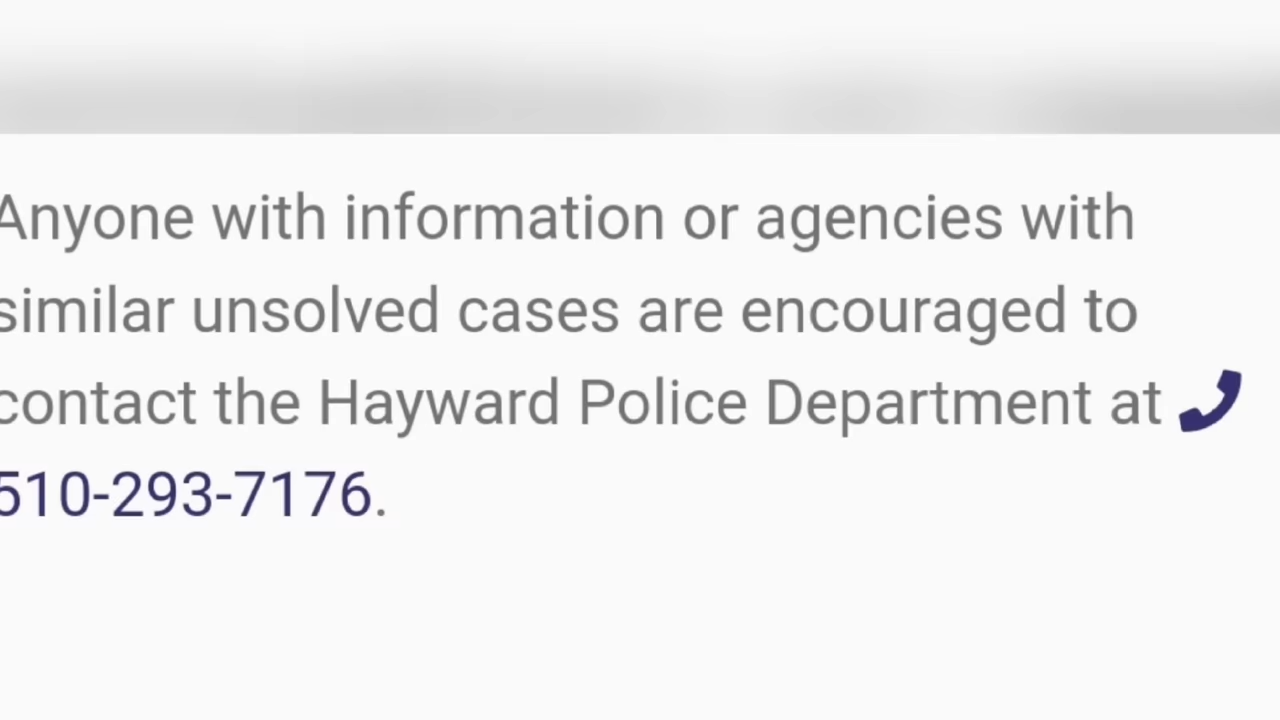 Anyone with information or agencies with
similar unsolved cases are encouraged to
contact the Hayward Police Department at
510-293-7176.